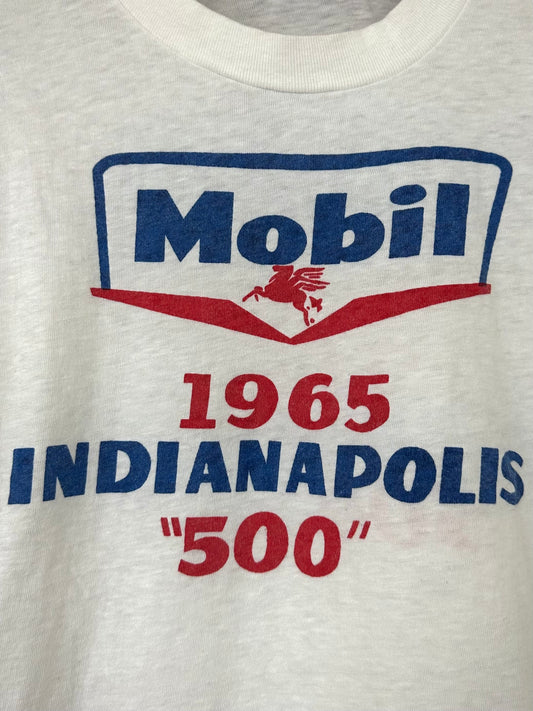 Mobil
1965
INDIANAPOLIS
"500"